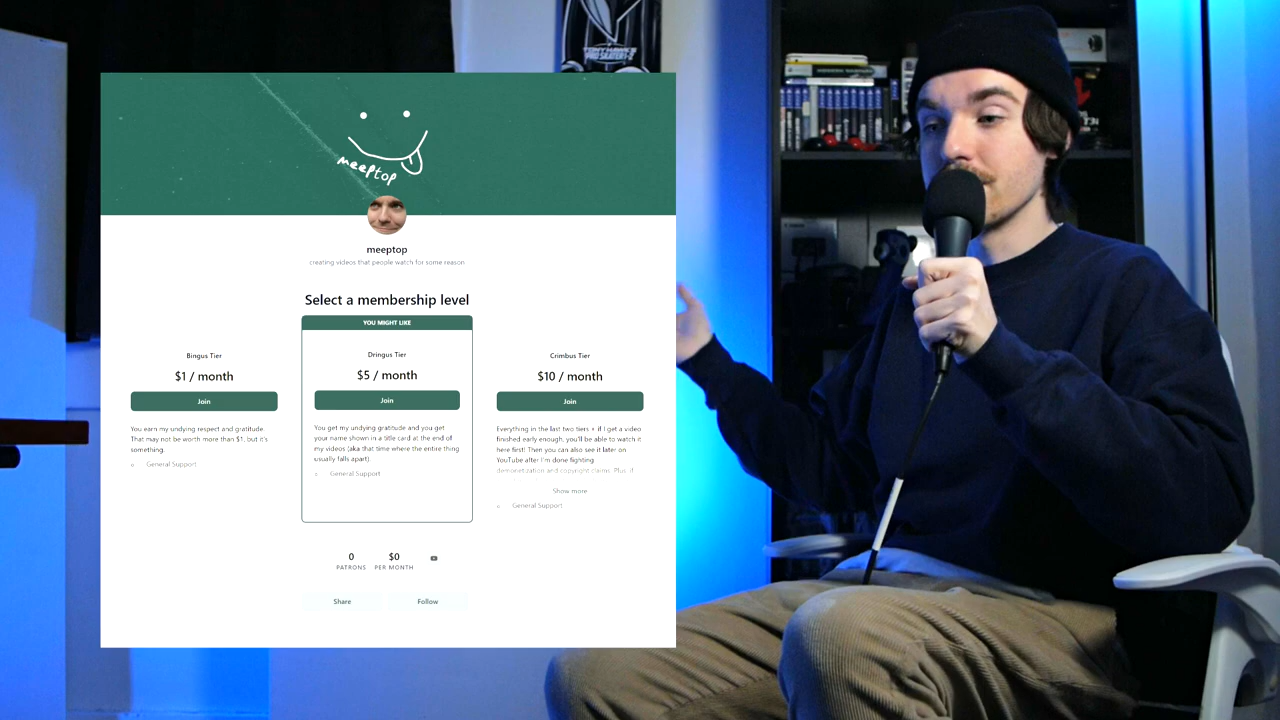 TONY HAWK'S
PRO SKATER 1+2
meeptop
meeptop
creating videos that people watch for some reason
Select a membership level
YOU MIGHT LIKE
Bingus Tier
$1 / month
Join
You earn my undying respect and gratitude.
That may not be worth more than $1, but it's
something.
General Support
Dringus Tier
$5 / month
Join
You get my undying gratitude and you get
your name shown in a title card at the end of
my videos (aka that time where the entire thing
usually falls apart)
General Support
Crimbus Tier
$10 / month
Join
Everything in the last two tiers + if I get a video
finished early enough, you'll be able to watch it
here first! Then you can also see it later on
YouTube after I'm done fighting
demonetization and copyright claims. Plus, if
Show more
General Support
0
PATRONS
$0
PER MONTH
Share
Follow